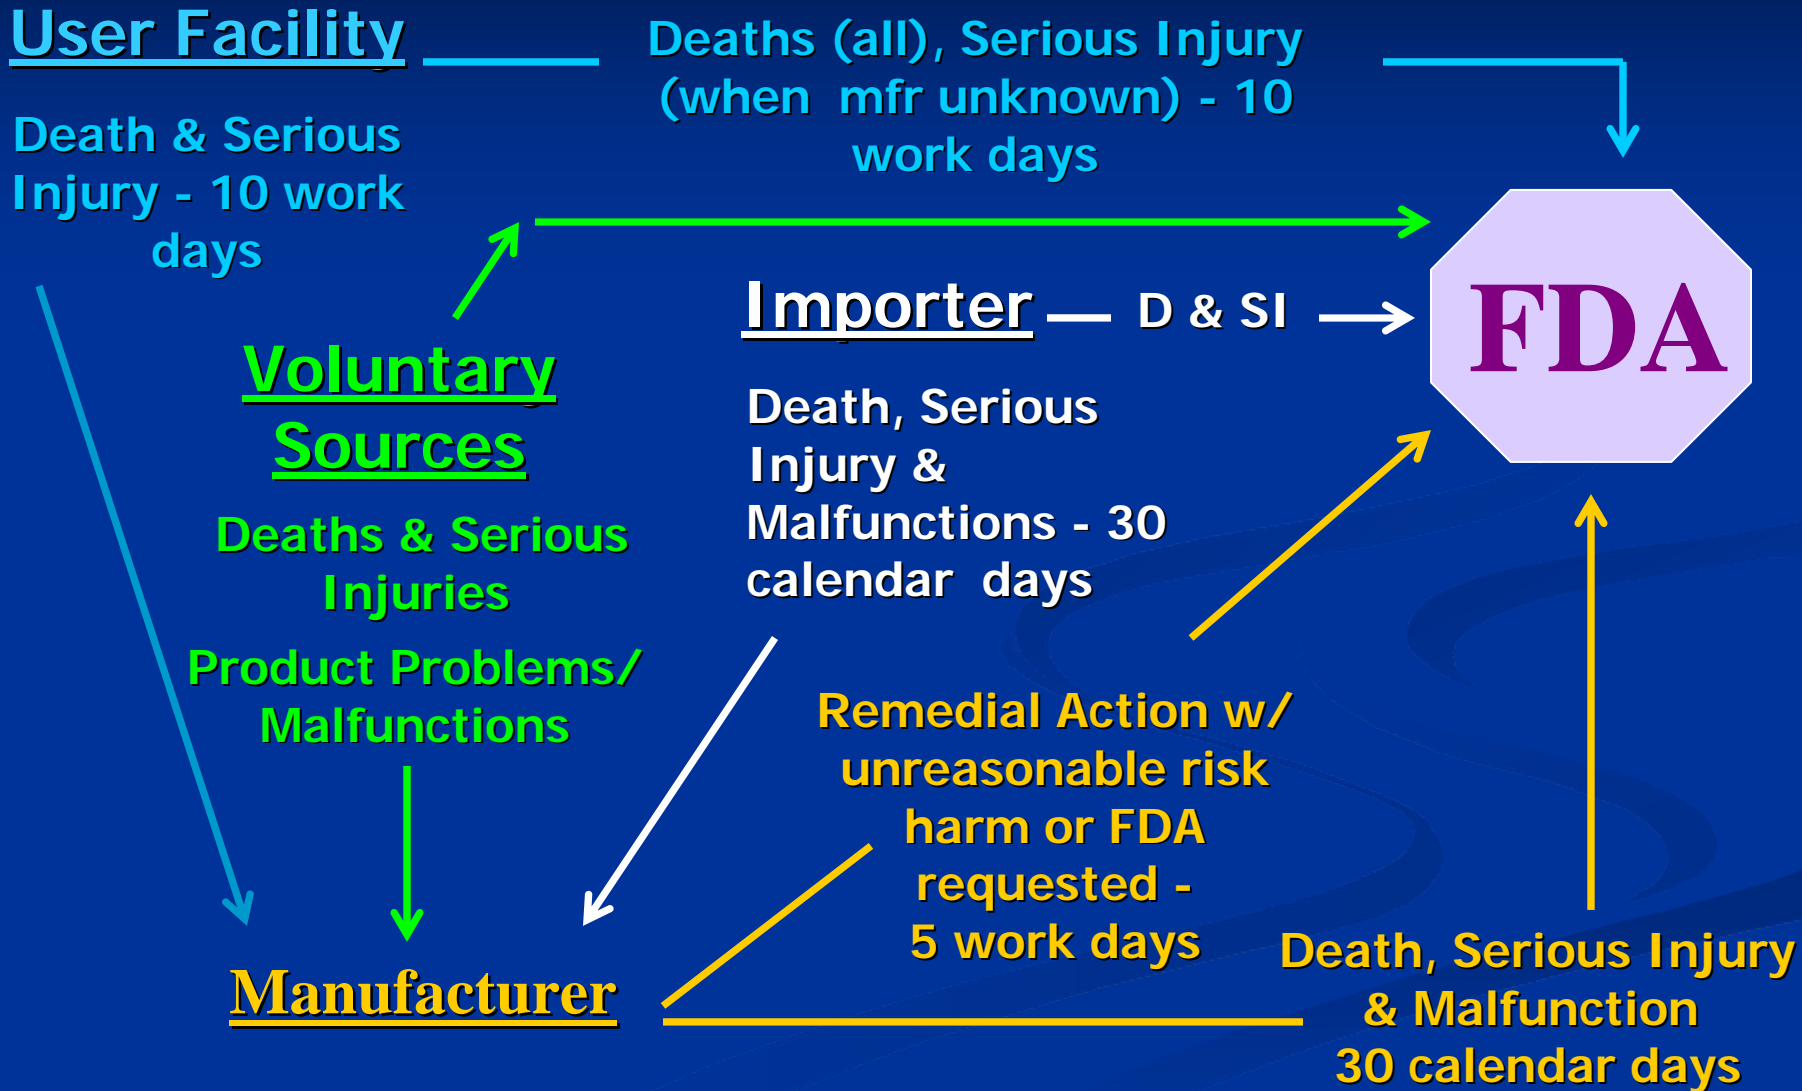 User Facility
Deaths (all), Serious Injury
(when mfr unknown) - 10
work days
Death & Serious
Injury - 10 work
days
Importer
D & SI
FDA
Voluntary
Sources
Death, Serious
Injury &
Malfunctions - 30
calendar days
Deaths & Serious
Injuries
Product Problems/
Malfunctions
Remedial Action w/
unreasonable risk
harm or FDA
requested -
5 work days
Manufacturer
Death, Serious Injury
& Malfunction
30 calendar days